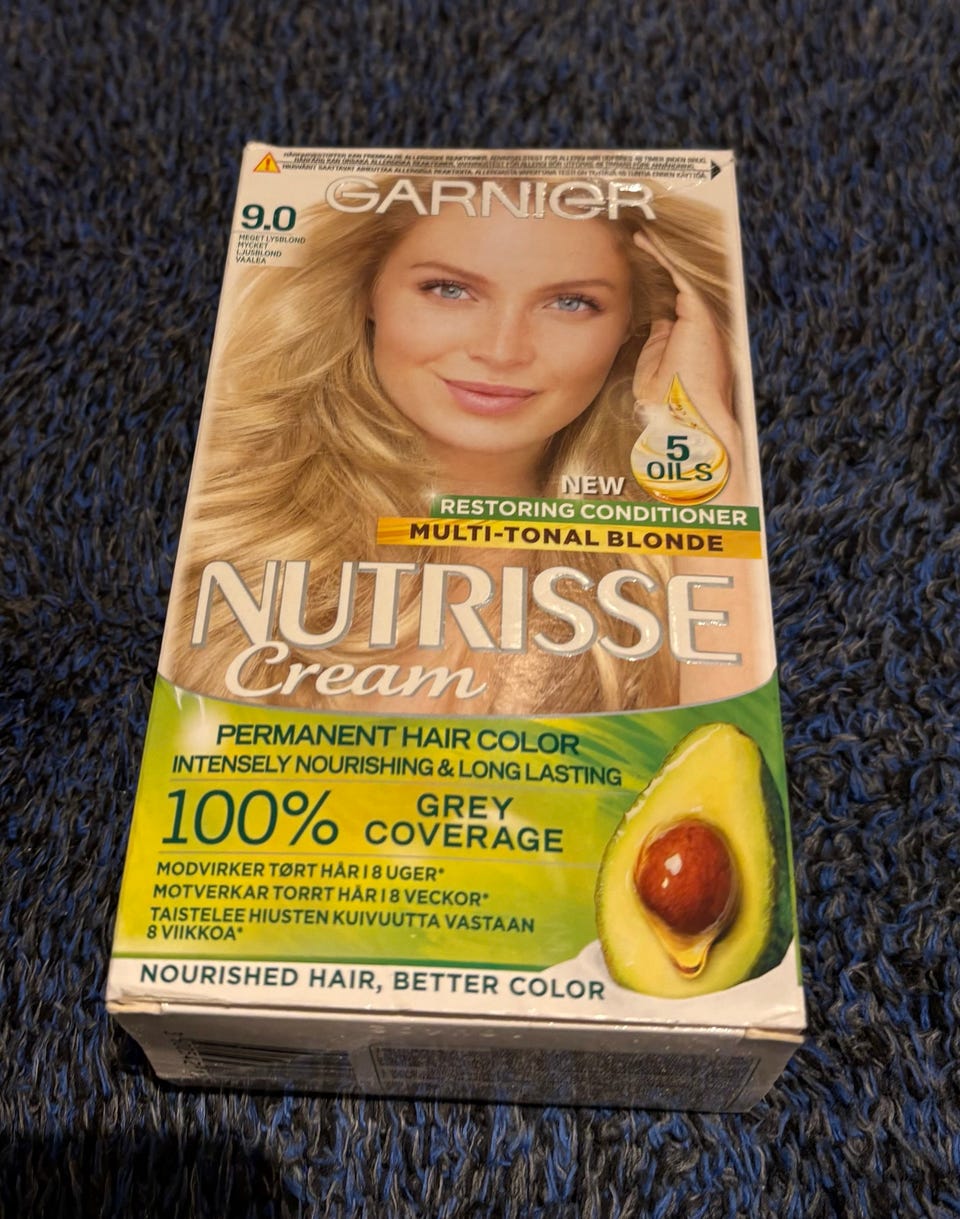 GARNIER
9.0
MEGET LYSBLOND
MYCKET
LJUSBLOND
VAALEA
5
OILS
NEW
RESTORING CONDITIONER
MULTI-TONAL BLONDE
NUTRISSE
Cream
PERMANENT HAIR COLOR
INTENSELY NOURISHING & LONG LASTING
100% GREY
COVERAGE
MODVIRKER TØRT HÅR I 8 UGER*
MOTVERKAR TORRT HÅR I 8 VECKOR*
TAISTELEE HIUSTEN KUIVUUTTA VASTAAN
8 VIIKKOA*
NOURISHED HAIR, BETTER COLOR